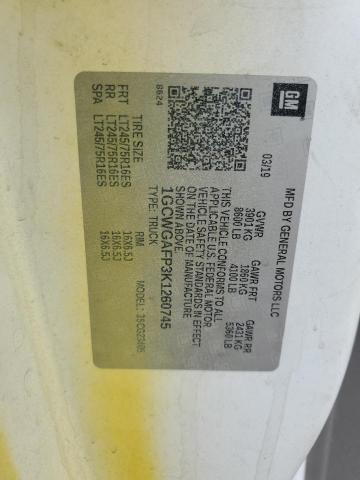 GM
MFD BY GENERAL MOTORS LLC
03/19
GVWR
3901 KG
8600 LB
GAWR FRT
1860 KG
4100 LB
GAWR RR
2431 KG
5360 LB
THIS VEHICLE CONFORMS TO ALL
APPLICABLE U.S. FEDERAL MOTOR
VEHICLE SAFETY STANDARDS IN EFFECT
ON THE DATE OF MANUFACTURE
SHOWN ABOVE.
1GCWGAFP3K1260745
TYPE: TRUCK
MODEL:
8824
TIRE SIZE
RIM
FRT LT245/75R16ES 16X6.5J
RR LT245/75R16ES 16X6.5J
SPA LT245/75R16ES 16X6.5J